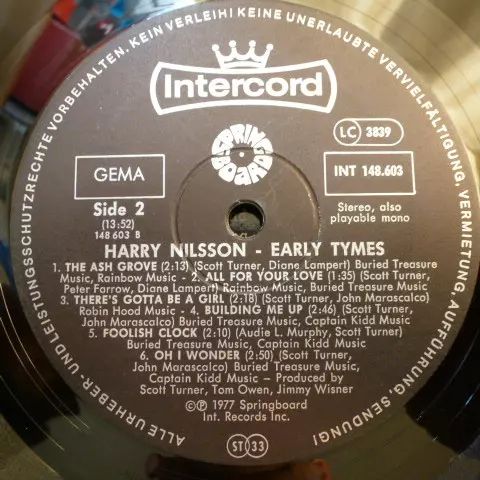 ALLE URHEBER- UND LEISTUNGSSCHUTZRECHTE VORBEHALTEN. KEIN VERLEIH! KEINE UNERLAUBTE VERVIELFÄLTIGUNG, VERMIETUNG, AUFFÜHRUNG, SENDUNG!
Intercord
SPRING
BOARD
LC 3839
GEMA
INT 148.603
Side 2
(13:52)
148 603 B
Stereo, also
playable mono
HARRY NILSSON - EARLY TYMES
1. THE ASH GROVE (2:13) (Scott Turner, Diane Lampert) Buried Treasure
Music, Rainbow Music - 2. ALL FOR YOUR LOVE (1:35) (Scott Turner,
Peter Farrow, Diane Lampert) Rainbow Music, Buried Treasure Music -
3. THERE'S GOTTA BE A GIRL (2:18) (Scott Turner, John Marascalco)
Robin Hood Music - 4. BUILDING ME UP (2:46) (Scott Turner,
John Marascalco) Buried Treasure Music, Captain Kidd Music -
5. FOOLISH CLOCK (2:10) (Audie L. Murphy, Scott Turner)
Buried Treasure Music, Captain Kidd Music -
6. OH I WONDER (2:50) (Scott Turner,
John Marascalco) Buried Treasure Music,
Captain Kidd Music - Produced by
Scott Turner, Tom Owen, Jimmy Wisner
©℗ 1977 Springboard
Int. Records Inc.
ST 33